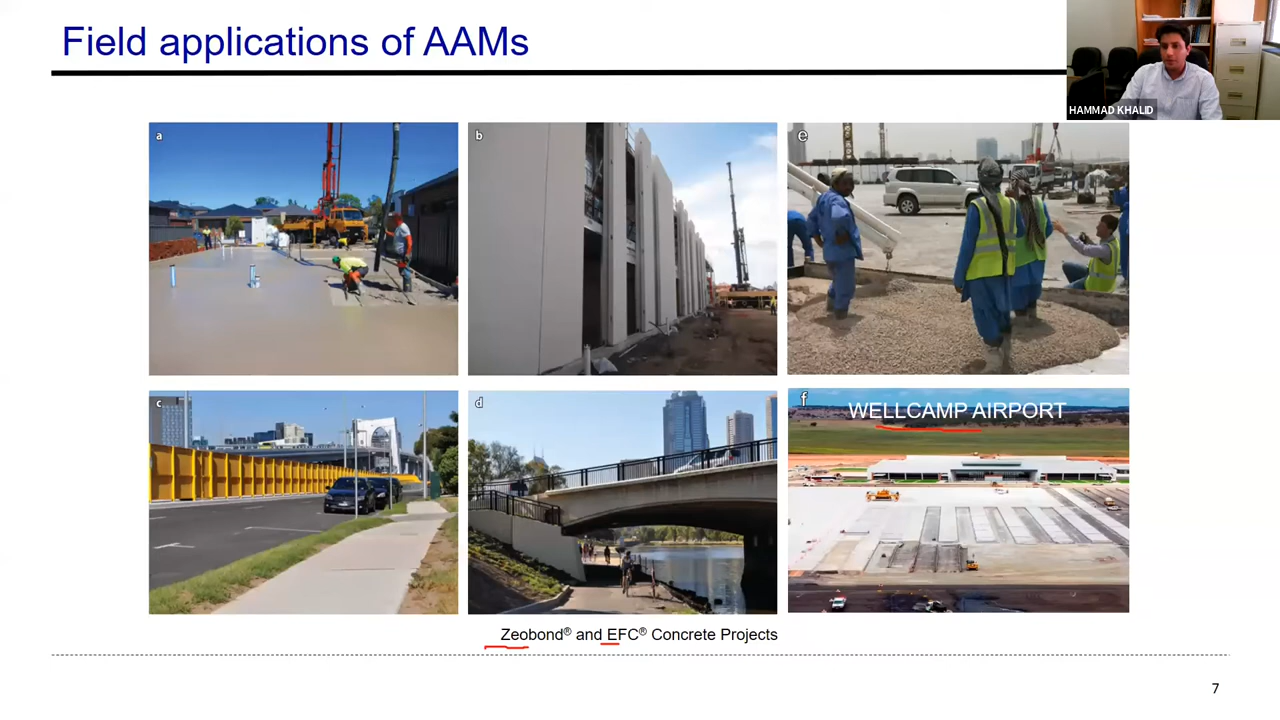 Field applications of AAMs
HAMMAD KHALID
a
b
e
c
d
f
WELLCAMP AIRPORT
Zeobond® and EFC® Concrete Projects
7